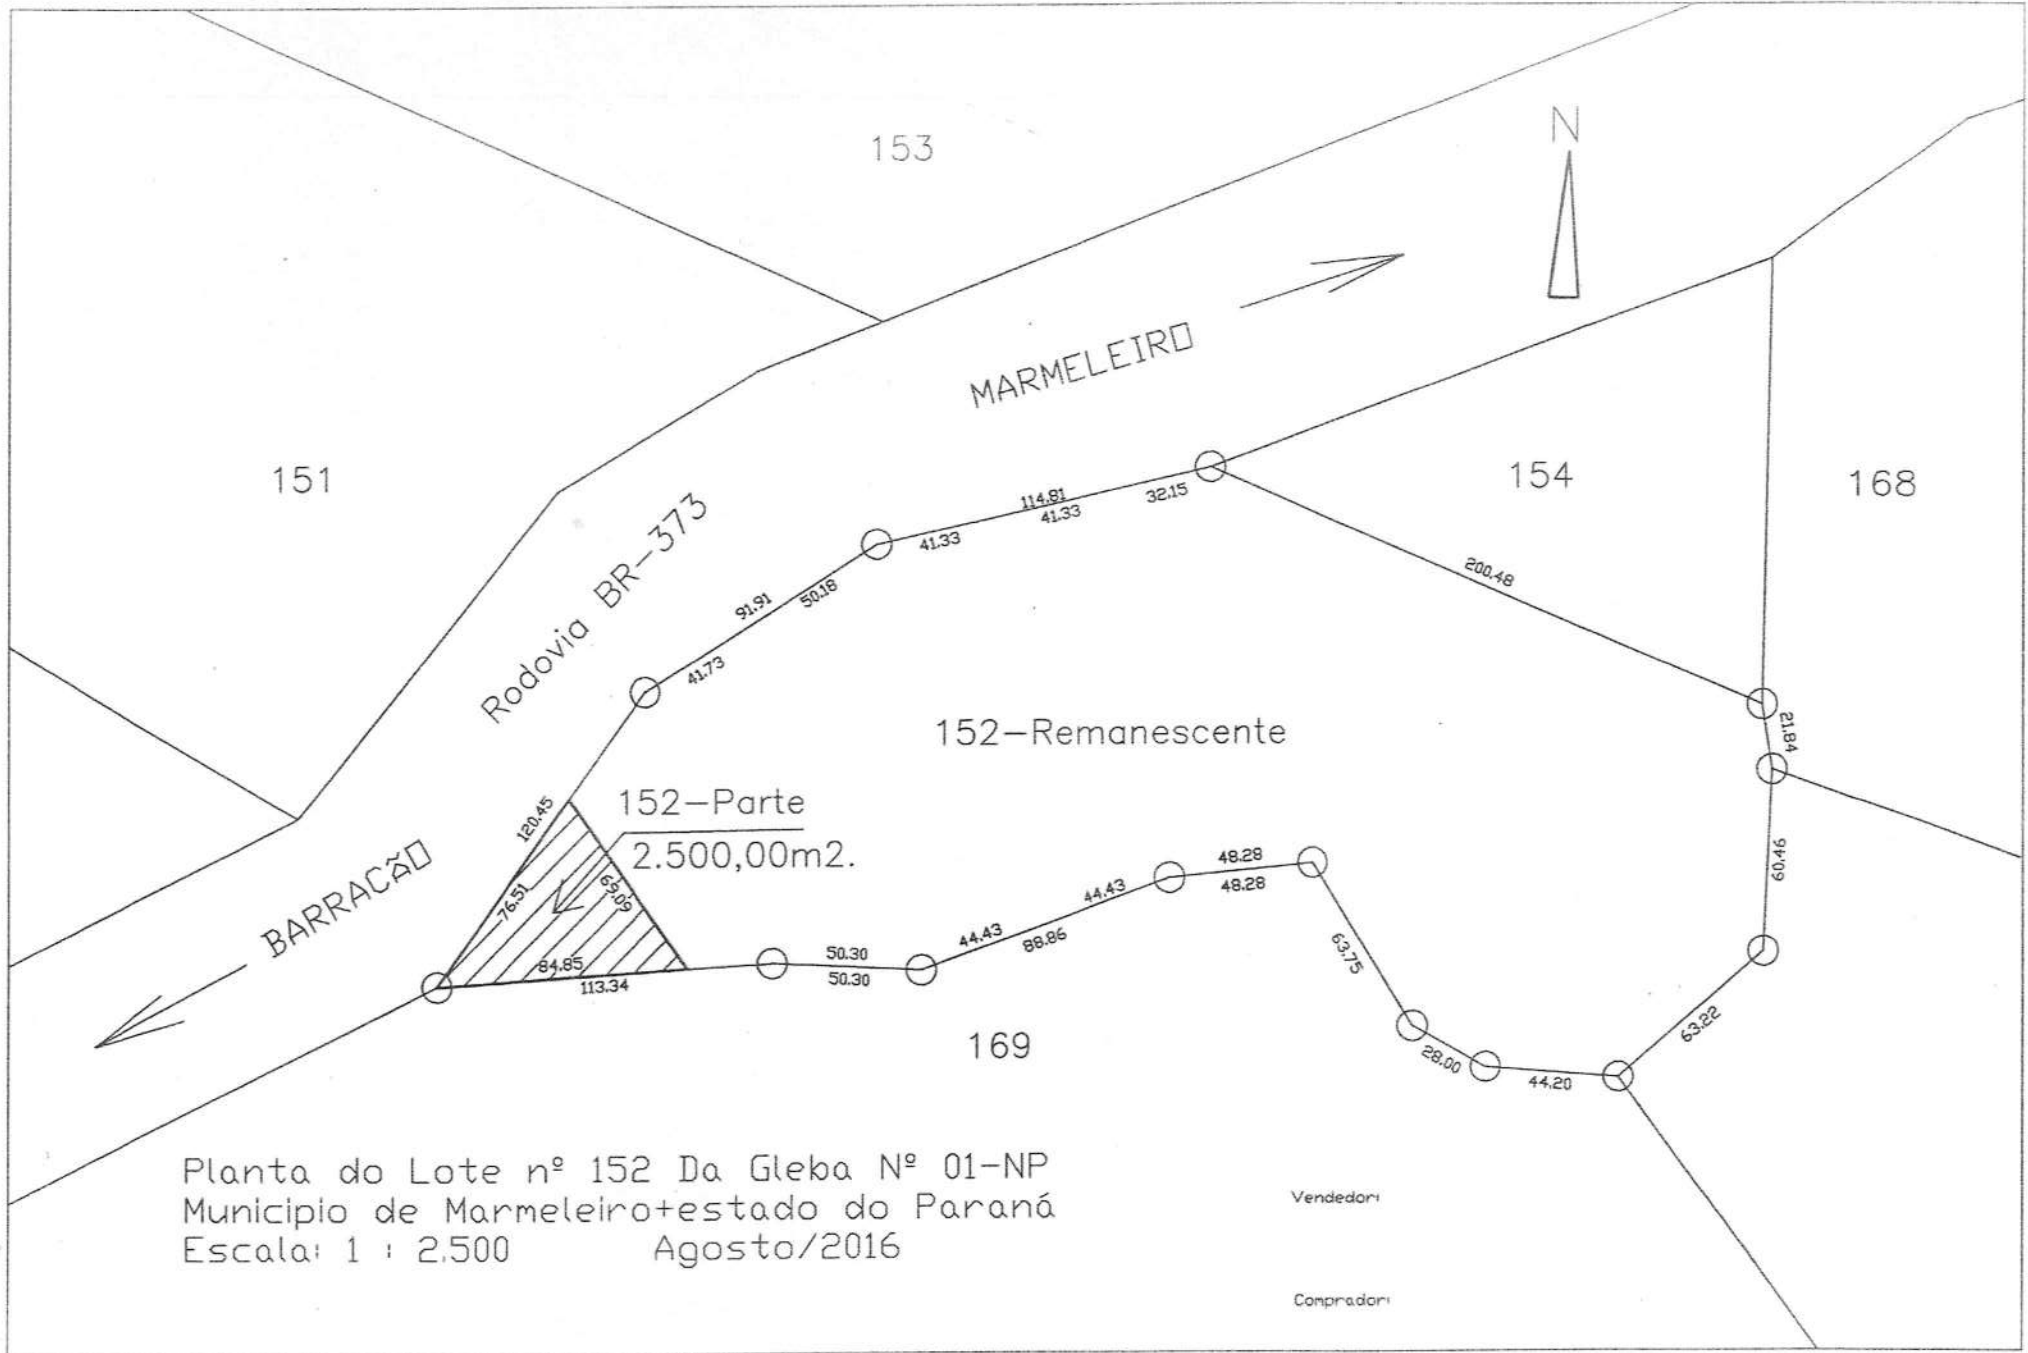 153
N
MARMELEIRO
151
154
168
Rodovia BR-373
114.81
41.33
41.33
32.15
91.91
50.18
41.73
200.48
21.84
152-Remanescente
152-Parte
2.500,00m2.
120.45
76.51
69.09
84.85
113.34
BARRACÃO
50.30
50.30
44.43
44.43
88.86
48.28
48.28
60.46
63.75
63.22
28.00
44.20
169
Planta do Lote nº 152 Da Gleba Nº 01-NP
Municipio de Marmeleiro+estado do Paraná
Escala: 1 : 2.500 Agosto/2016
Vendedor:
Comprador: